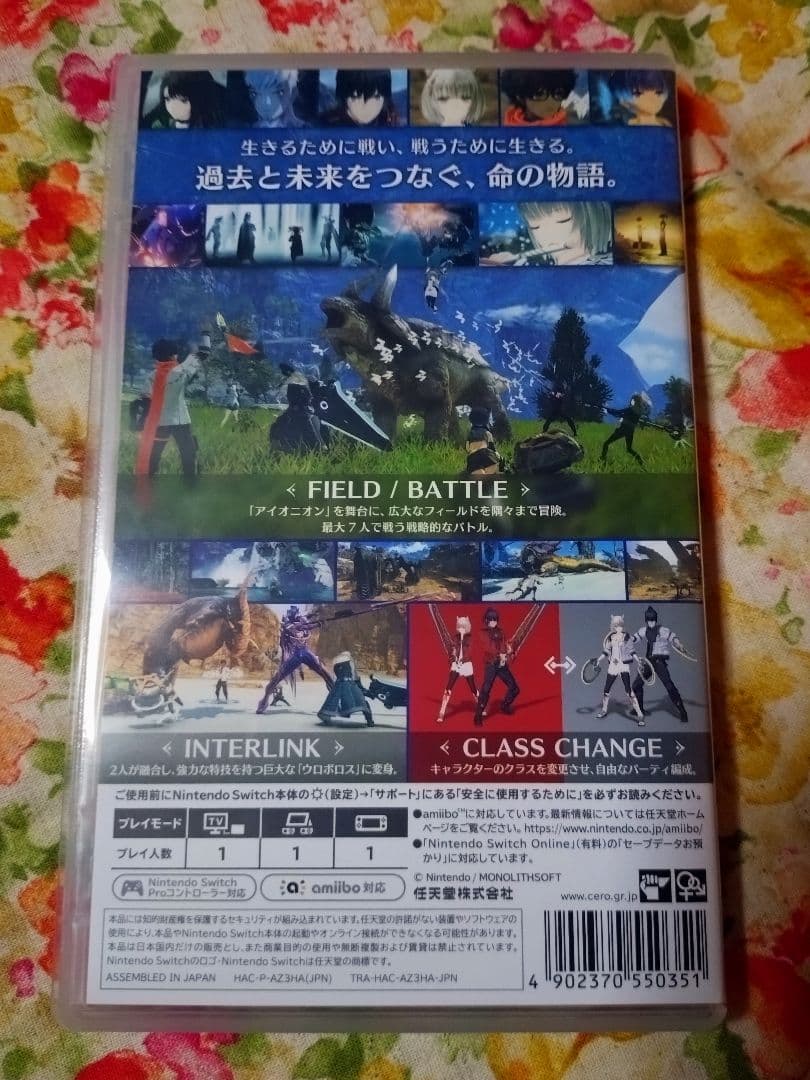 生きるために戦い、戦うために生きる。
過去と未来をつなぐ、命の物語。
FIELD / BATTLE
「アイオニオン」を舞台に、広大なフィールドを隅々まで冒険。
最大7人で戦う戦略的なバトル。
INTERLINK
2人が融合し、強力な特技を持つ巨大な「ウロボロス」に変身。
CLASS CHANGE
キャラクターのクラスを変更させ、自由なパーティ編成。
ご使用前にNintendo Switch本体の(設定)→「サポート」にある「安全に使用するために」を必ずお読みください。
プレイモード TV
プレイ人数 1 1 1
Nintendo Switch
Proコントローラー対応
amiibo 対応
●amiibo™に対応しています。最新情報については任天堂ホーム
ページをご覧ください。https://www.nintendo.co.jp/amiibo/
●「Nintendo Switch Online」(有料)の「セーブデータお預
かり」に対応しています。
© Nintendo / MONOLITHSOFT
任天堂株式会社
www.cero.gr.jp
本品には知的財産権を保護するセキュリティが組み込まれています。任天堂の許諾がない装置やソフトウェアの
使用により、本品やNintendo Switch本体の起動やオンライン接続ができなくなる可能性があります。
本品は日本国内だけの販売とし、また商業目的の使用や無断複製および賃貸は禁止されています。
Nintendo Switchのロゴ・Nintendo Switchは任天堂の商標です。
ASSEMBLED IN JAPAN HAC-P-AZ3HA(JPN) TRA-HAC-AZ3HA-JPN
4 902370 550351